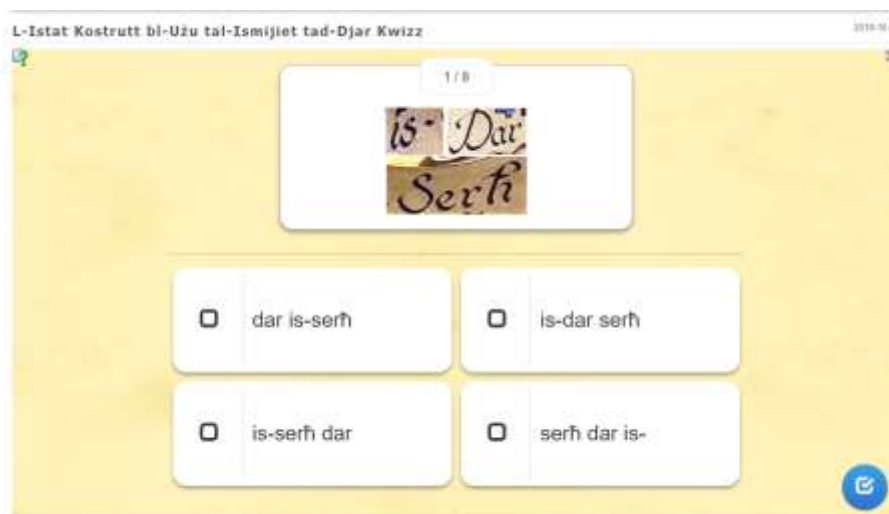 L-Istat Kostrutt bl-Użu tal-Ismijiet tad-Djar Kwizz
1 / 8
is- Dar
Serħ
dar is-serħ
is-dar serħ
is-serħ dar
serħ dar is-